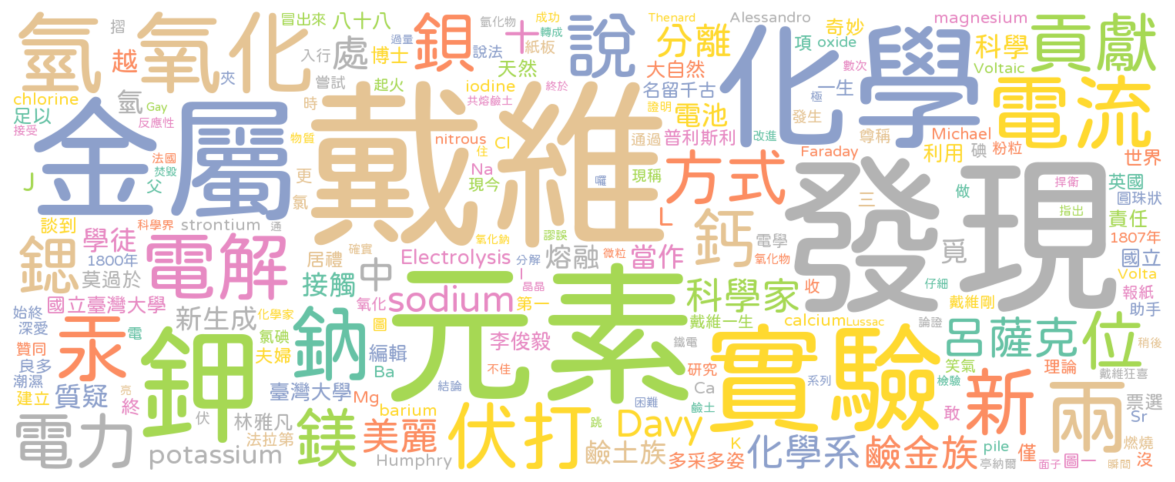 氫
氧化
冒出來
八十八
摺
越
入行
處
過量
博士
夾
嘗試
起火
鋇
氫化物
成功
說法
轉成
十
紙板
天然
說
Thenard
分離
大自然
iodine
共熔鹼土
終於
名留千古
Alessandro
奇妙
項
oxide
數次
化學
magnesium
科學
Voltaic
貢獻
chlorine
足以
氫
Gay
反應性
接受
金屬
時
物質
法國
焚毀
父
J
更
氯
戴維
nitrous
Cl
住
Na
現今
現稱
通過
證明
極
電池
一生
發生
改進
普利斯利
尊稱
利用
Michael
Faraday
碘
粉粒
電流
世界
方式
L
囑
三
做
發現
捍衛
英國
圓珠狀
指出
責任
1807年
國立
Volta
報紙
助手
談到
科學界
strontium
通
鍶
學徒
1800年
莫過於
電解
居禮
確實
氧化鈉
膠謬
Electrolysis
分解
微粒
熔融
當作
鈣
電學
氧化物
覓
仔細
收
戴維剛
國立臺灣大學
中
接觸
氧化
I
晶晶
第一
sodium
科學家
始終
深愛
贊同
良多
潮濕
建立
電
汞
新生成
化學家
氯碘
夫婦
鉀
鈉
圖
編輯
Ba
元素
李俊毅
鐵電
不佳
戴維一生
calcium
Lussac
論證
呂薩克
位
稍後
戴維狂喜
笑氣
理論
檢驗
質疑
終
亮
臺灣大學
Mg
結論
困難
研究
系列
Ca
鹼土
實驗
敢
新
兩
票選
Sr
電力
伏
林雅凡
法拉第
potassium
鎂
barium
美麗
Humphry
伏打
跳
Davy
鹼土族
K
多采多姿
化學系
鹼金族
pile
亭納爾
僅
面子
圖一
瞬間
燃燒
沒